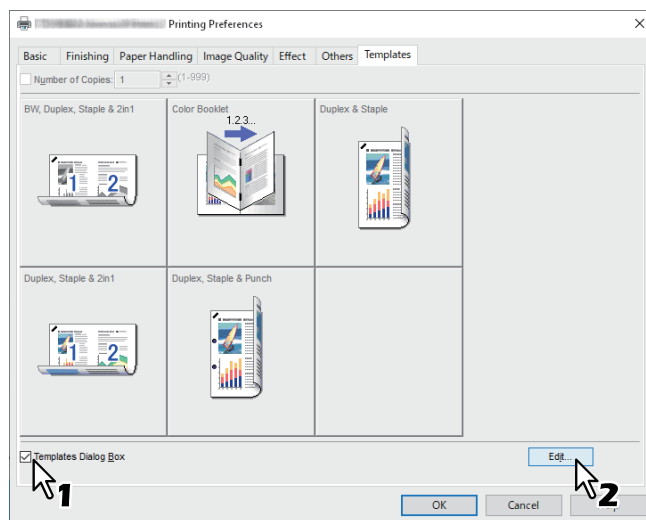 Printing Preferences
Basic Finishing Paper Handling Image Quality Effect Others Templates
Number of Copies: 1 (1-999)
BW, Duplex, Staple & 2in1 Color Booklet Duplex & Staple
1.2.3...
1 2
Duplex, Staple & 2in1 Duplex, Staple & Punch
1 2
Templates Dialog Box Edit...
1 2
OK Cancel